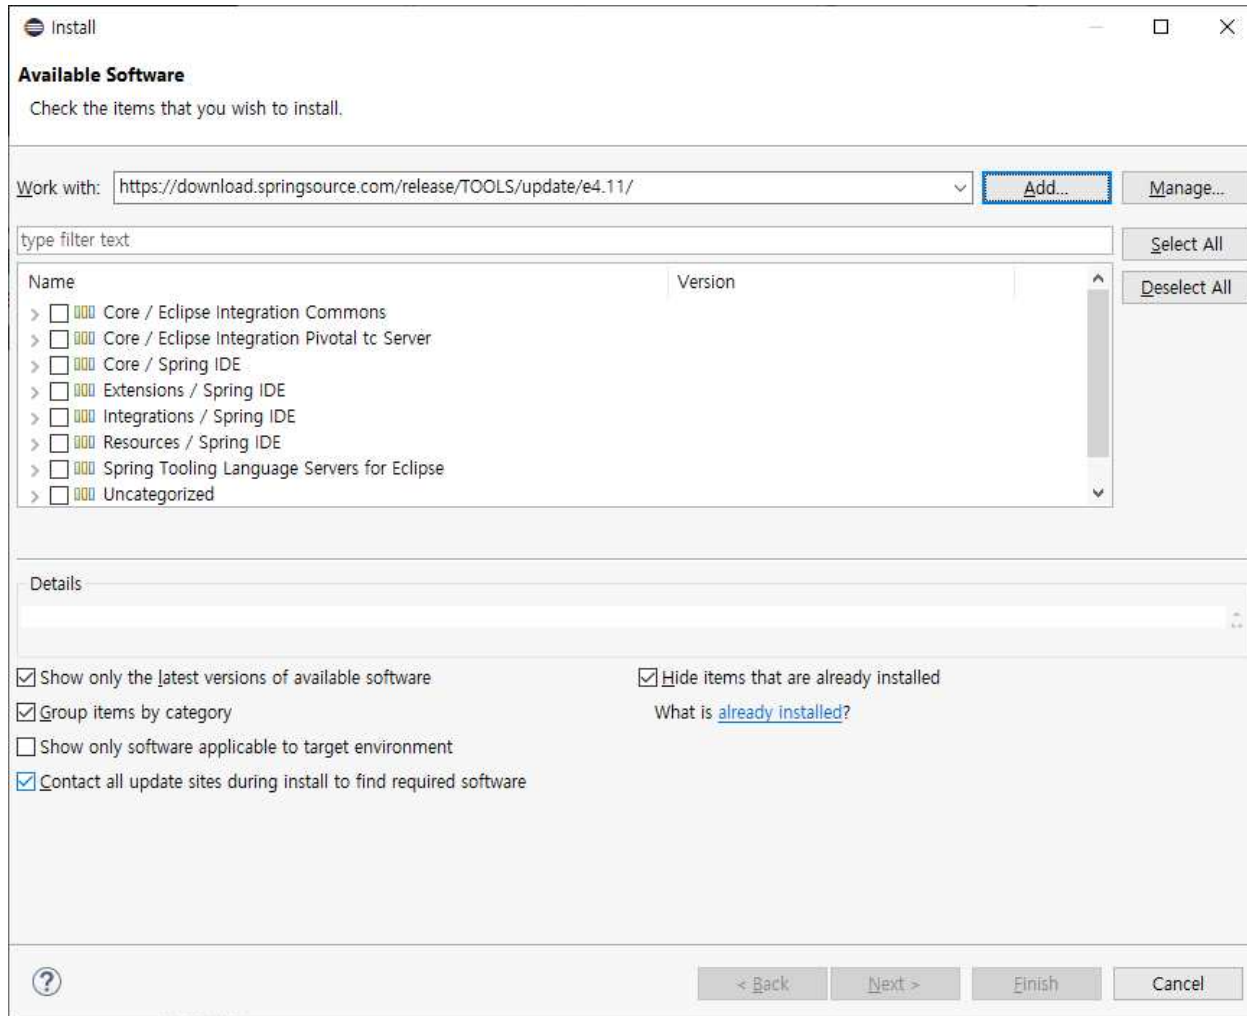 Install
Available Software
Check the items that you wish to install.
Work with: https://download.springsource.com/release/TOOLS/update/e4.11/ Add... Manage...
type filter text Select All
Name Version Deselect All
Core / Eclipse Integration Commons
Core / Eclipse Integration Pivotal tc Server
Core / Spring IDE
Extensions / Spring IDE
Integrations / Spring IDE
Resources / Spring IDE
Spring Tooling Language Servers for Eclipse
Uncategorized
Details
Show only the latest versions of available software Hide items that are already installed
Group items by category What is already installed?
Show only software applicable to target environment
Contact all update sites during install to find required software
? < Back Next > Finish Cancel